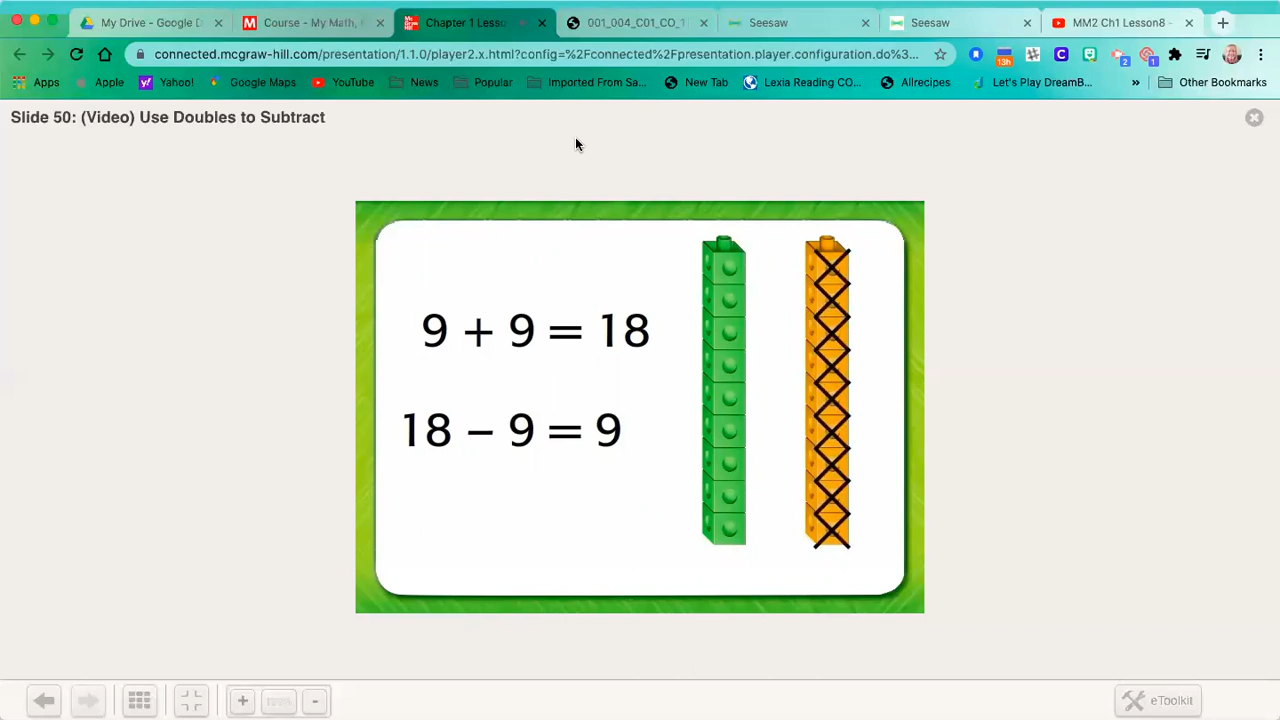 My Drive - Google D
Course - My Math,
Chapter 1 Lesso
001_004_C01_CO_1
Seesaw
Seesaw
MM2 Ch1 Lesson8 -
connected.mcgraw-hill.com/presentation/1.1.0/player2.x.html?config=%2Fconnected%2Fpresentation.player.configuration.do%3...
13h
2
1
Apps
Apple
Yahoo!
Google Maps
YouTube
News
Popular
Imported From Sa...
New Tab
Lexia Reading CO...
Allrecipes
Let's Play DreamB...
»
Other Bookmarks
Slide 50: (Video) Use Doubles to Subtract
9 + 9 = 18
18 – 9 = 9
+
-
eToolkit